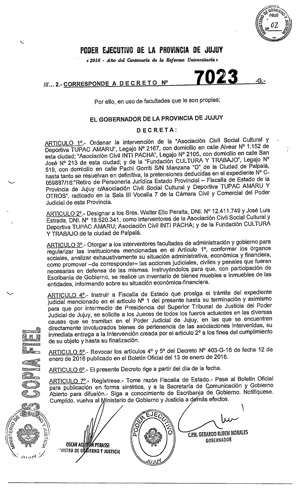 FOLIO
02
PODER EJECUTIVO DE LA PROVINCIA DE JUJUY
"2018 - Año del Centenario de la Reforma Universitaria"
///... 2.- CORRESPONDE A DECRETO Nº 7023 -G.-
Por ello, en uso de facultades que le son propias;
EL GOBERNADOR DE LA PROVINCIA DE JUJUY
D E C R E T A :
ARTICULO 1º.- Ordenar la intervención de la "Asociación Civil Social Cultural y
Deportiva TUPAC AMARU", Legajo Nº 2167, con domicilio en calle Alvear Nº 1.152 de
esta ciudad; "Asociación Civil INTI PACHA", Legajo Nº 2105, con domicilio en calle San
José Nº 213 de esta ciudad; y de la "Fundación CULTURA Y TRABAJO", Legajo Nº
519, con domicilio en calle Pachi Gorriti S/N Manzana "D" de la Ciudad de Palpalá,
hasta tanto se resuelvan en definitiva, las pretensiones deducidas en el expediente Nº C-
059887/16:"Retiro de Personería Jurídica Estado Provincial – Fiscalía de Estado de la
Provincia de Jujuy c/Asociación Civil Social Cultural y Deportiva TUPAC AMARU y
OTROS", radicado en la Sala III Vocalía 7 de la Cámara Civil y Comercial del Poder
Judicial de esta Provincia.
ARTICULO 2º.- Designar a los Sres. Walter Elio Peralta, DNI Nº 12.411.749 y José Luis
Estrada, DNI. Nº 18.520.341, como interventores de la Asociación Civil Social Cultural y
Deportiva TUPAC AMARU; Asociación Civil INTI PACHA; y de la Fundación CULTURA
Y TRABAJO de la ciudad de Palpalá.
ARTICULO 3º.- Otorgar a los interventores facultades de administración y gobierno para
regularizar las instituciones mencionadas en el Artículo 1º, conformar los órganos
sociales, analizar exhaustivamente su situación administrativa, económica y financiera,
como promover –de corresponder– las acciones judiciales, civiles y penales que fueran
necesarias en defensa de las mismas. Instruyéndolos para que, con participación de
Escribanía de Gobierno, se realice un inventario de bienes muebles e inmuebles de las
entidades, informando sobre su situación económica-financiera.
ARTICULO 4º.- Instruir a Fiscalía de Estado para que prosiga el trámite del expediente
judicial mencionado en el artículo Nº 1 del presente hasta su terminación y asimismo
para que por intermedio de Presidencia del Superior Tribunal de Justicia del Poder
Judicial de Jujuy, se solicite a los Jueces de todos los fueros actuantes en las diversas
causas que se tramitan en el Poder Judicial de Jujuy, en las que se encuentren
directamente involucrados bienes de pertenencia de las asociaciones intervenidas, su
inmediata entrega a la Intervención creada por el artículo 2º a los fines del cumplimiento
de su objeto y hasta su finalización.
ARTICULO 5º.- Revocar los artículos 4º y 5º del Decreto Nº 403-G-16 de fecha 12 de
enero de 2016 publicado en el Boletín Oficial del 13 de enero de 2016.
ARTICULO 6º.- El presente Decreto rige a partir del día de la fecha.
ARTICULO 7º.- Regístrese.- Tome razón Fiscalía de Estado.- Pase al Boletín Oficial
para publicación en forma sintética, y a la Secretaría de Comunicación y Gobierno
Abierto para difusión.- Siga a conocimiento de Escribanía de Gobierno. Notifíquese.
Cumplido, vuelva al Ministerio de Gobierno y Justicia a demás efectos.
ES COPIA FIEL
OSCAR AGUSTIN PERASSI
MINISTRO DE GOBIERNO Y JUSTICIA
PODER EJECUTIVO
JUJUY
C.P.N. GERARDO RUBEN MORALES
GOBERNADOR